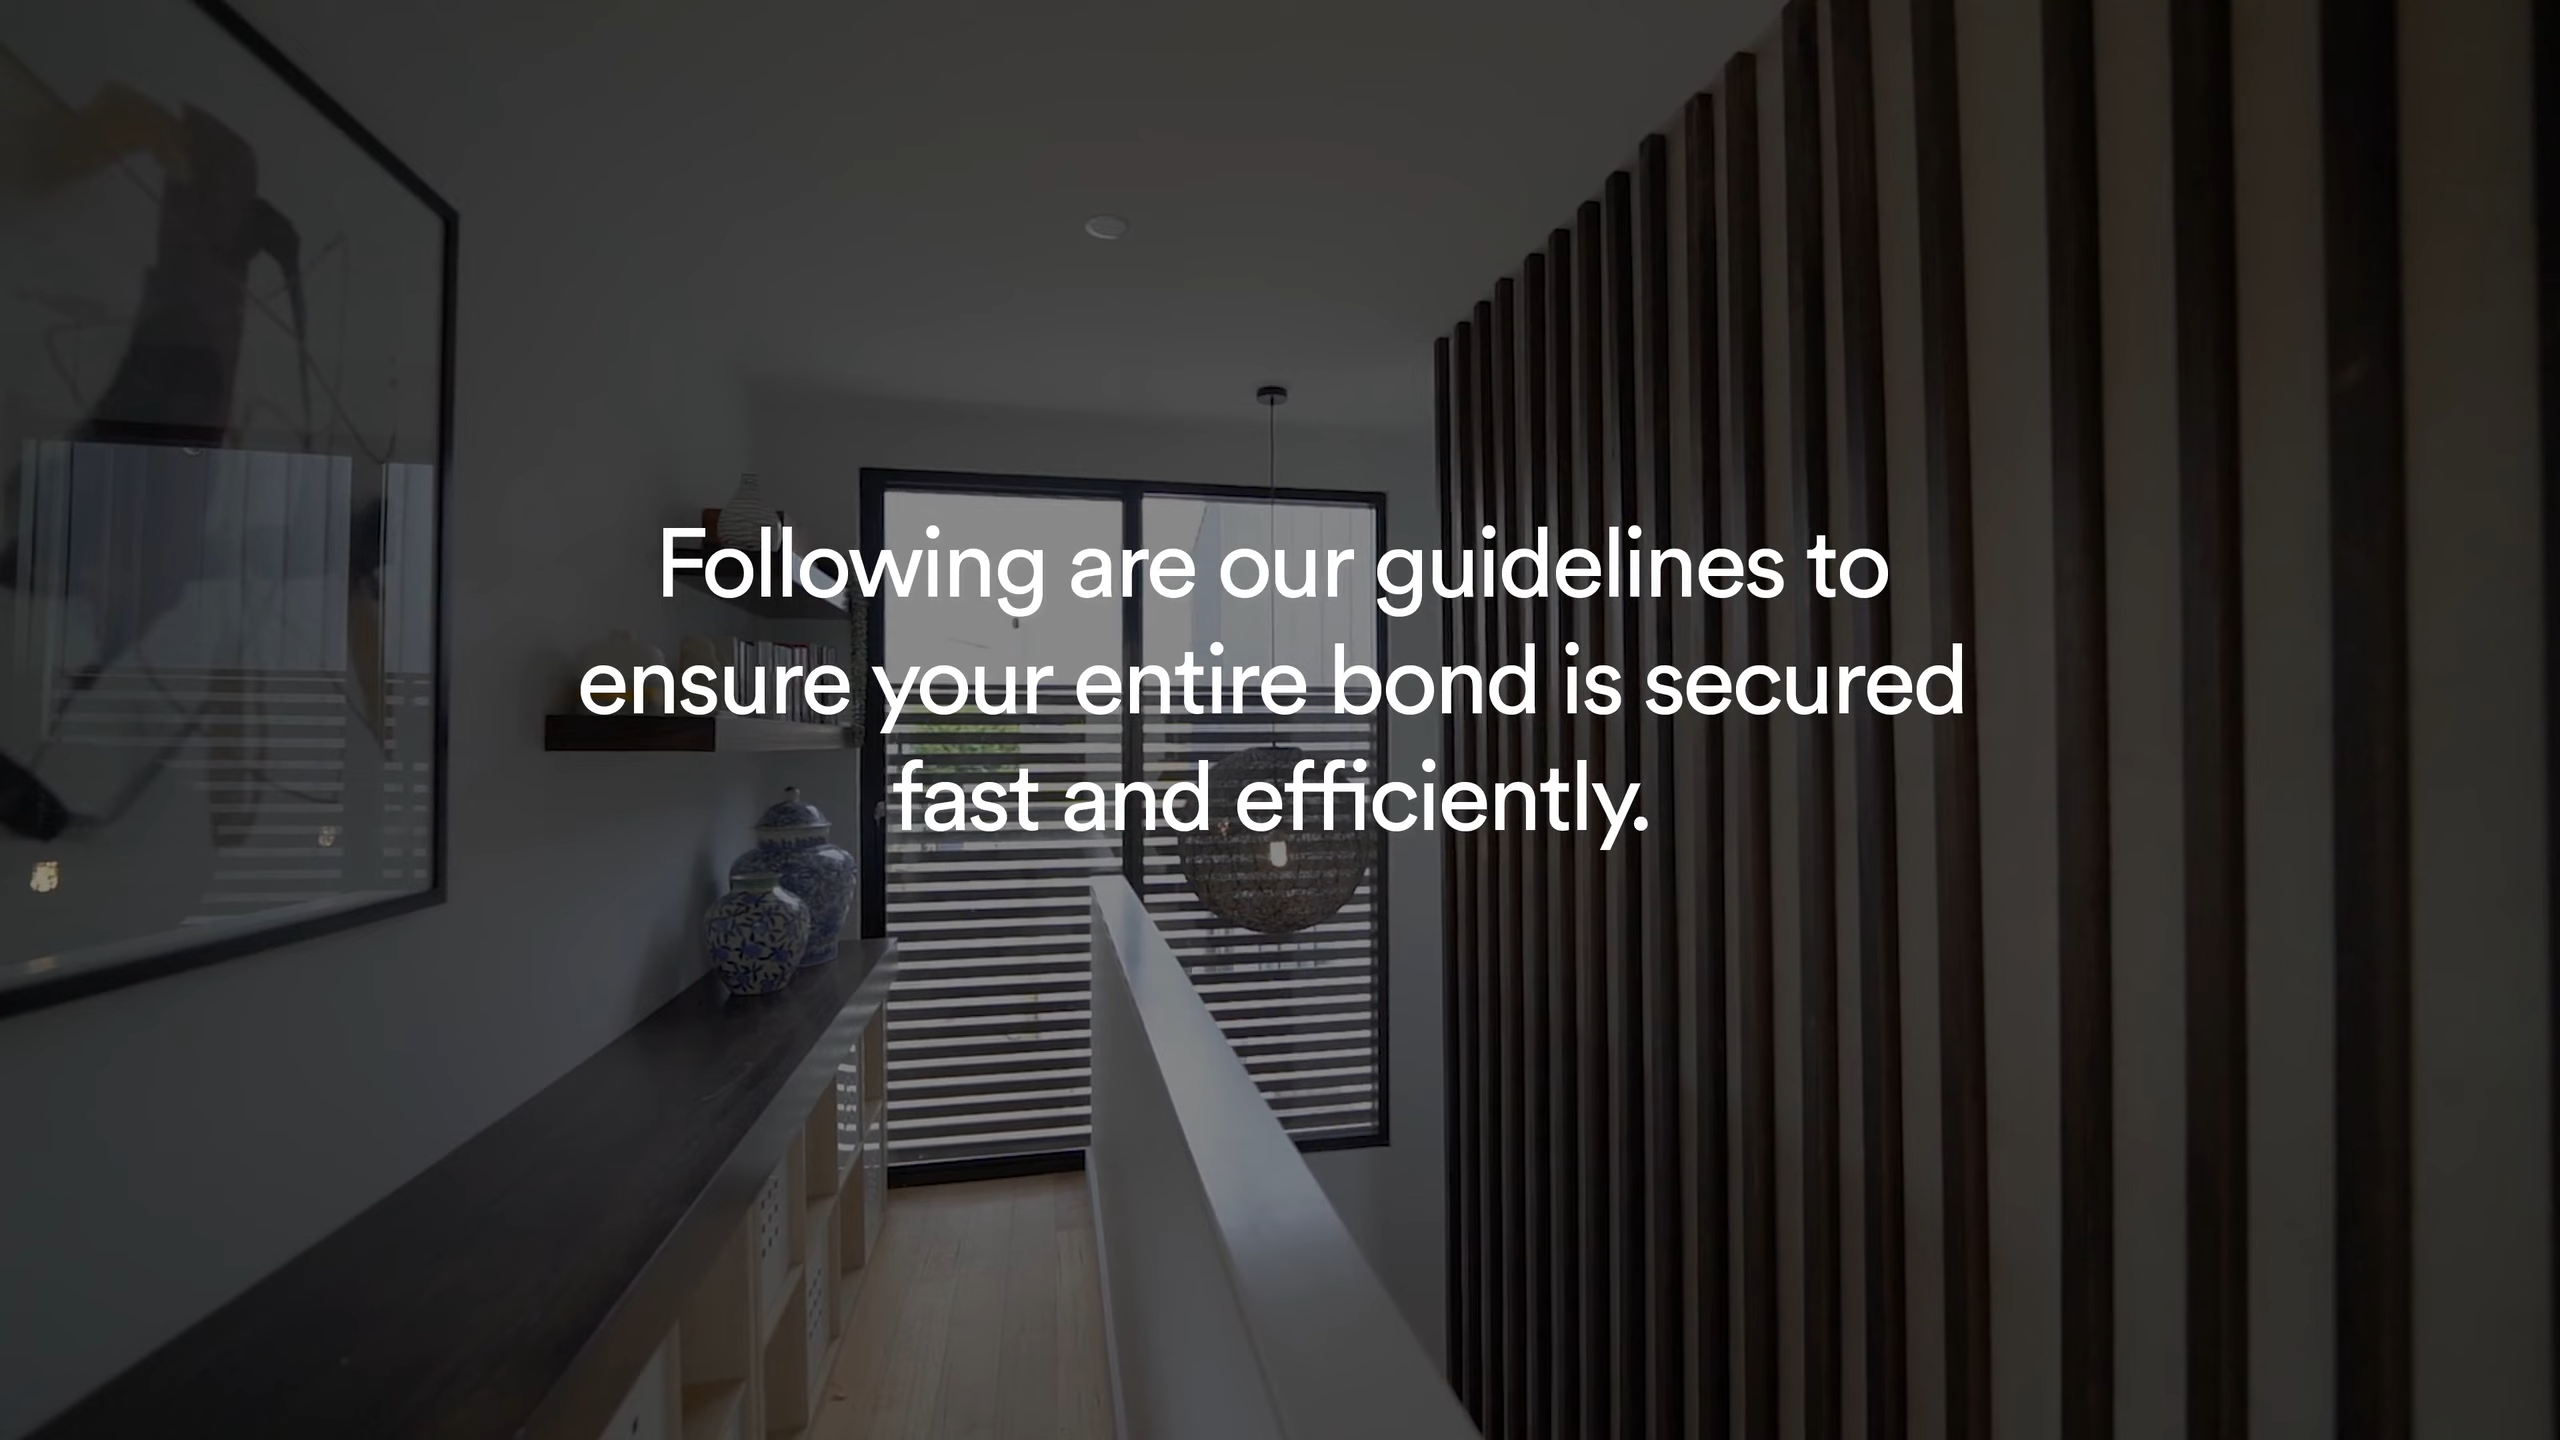 Following are our guidelines to
ensure your entire bond is secured
fast and efficiently.